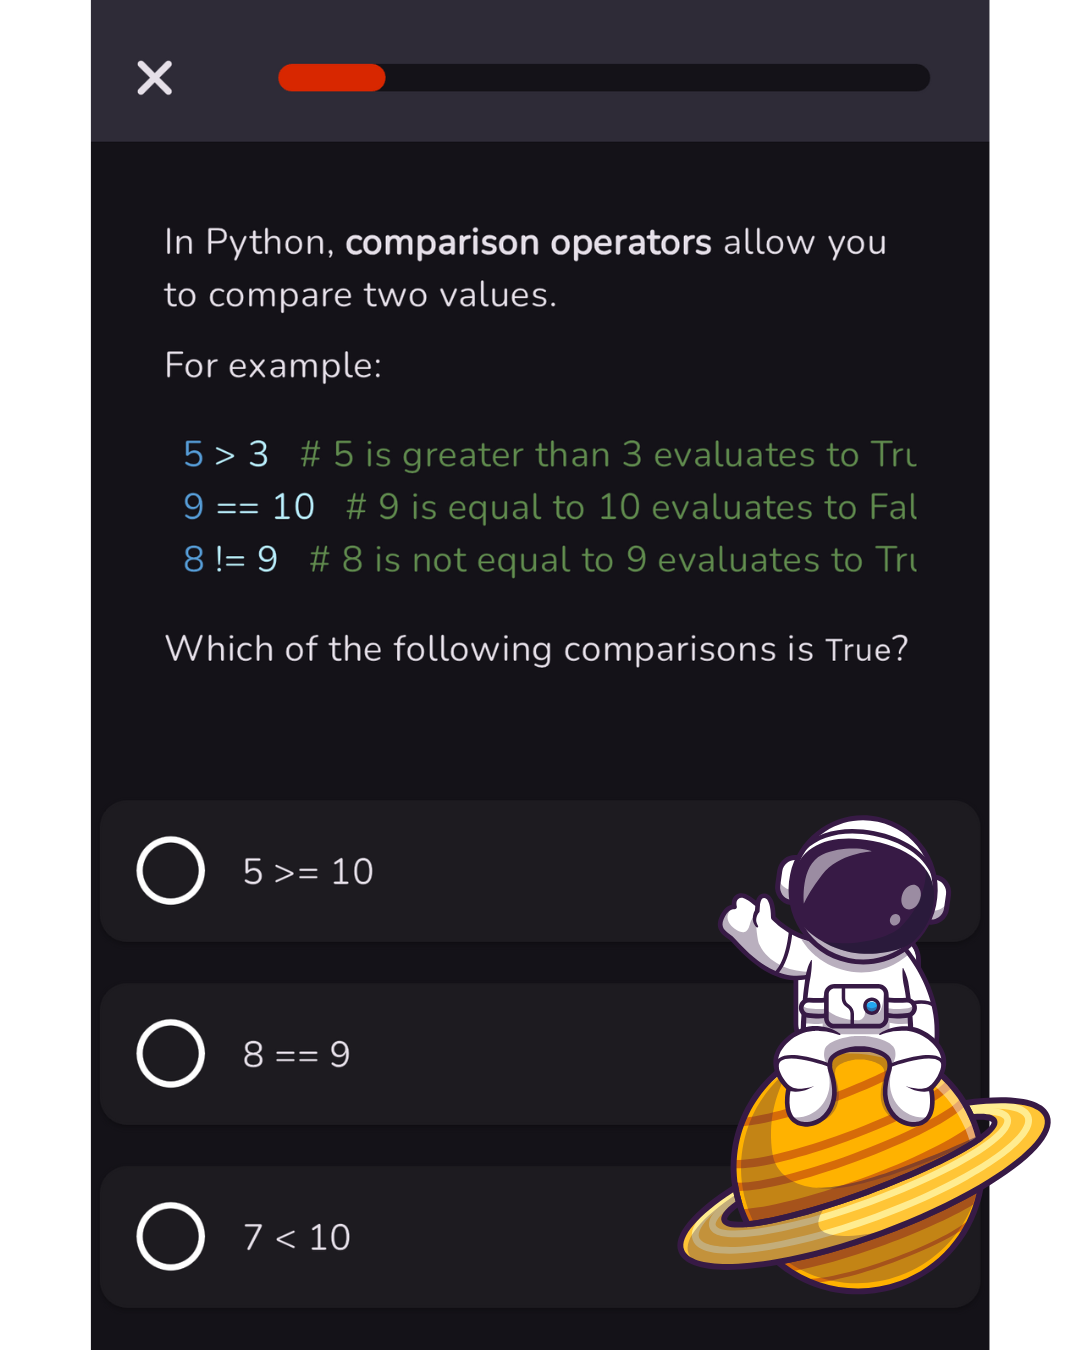 In Python, comparison operators allow you
to compare two values.
For example:
5 > 3 # 5 is greater than 3 evaluates to Tru
9 == 10 # 9 is equal to 10 evaluates to Fal
8 != 9 # 8 is not equal to 9 evaluates to Tru
Which of the following comparisons is True?
5 >= 10
8 == 9
7 < 10